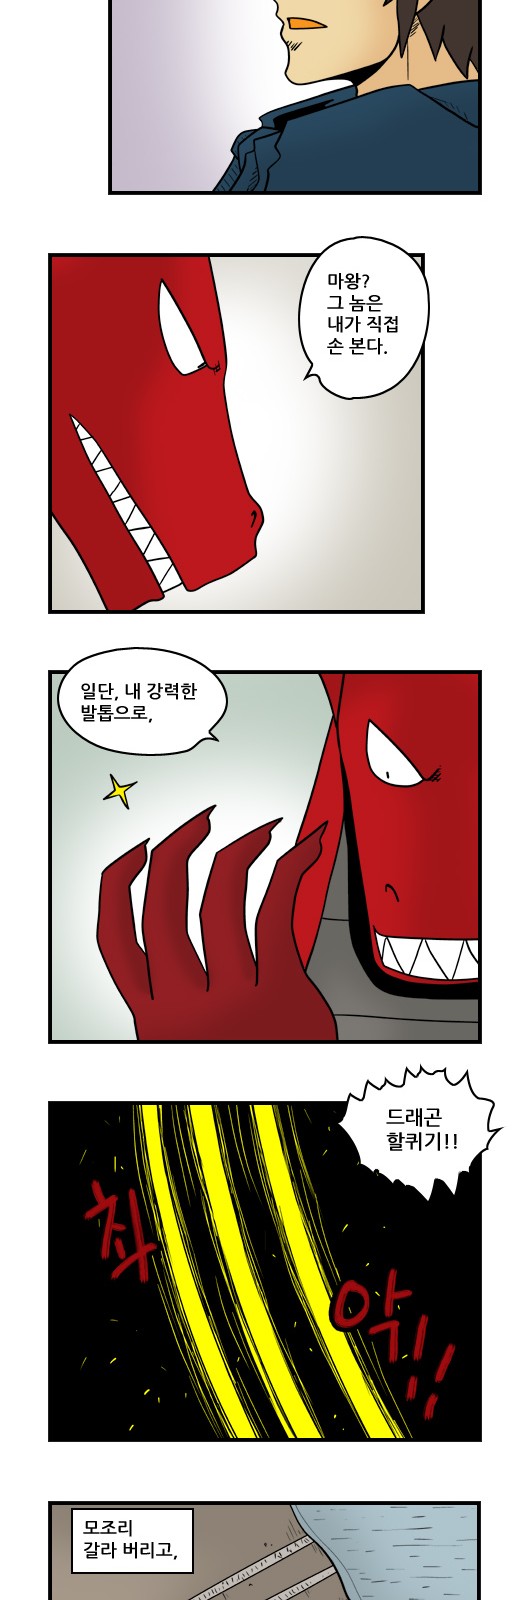 마왕?
그 놈은
내가 직접
손 본다.
일단, 내 강력한
발톱으로,
드래곤
할퀴기!!
촤
악!!
모조리
갈라 버리고,